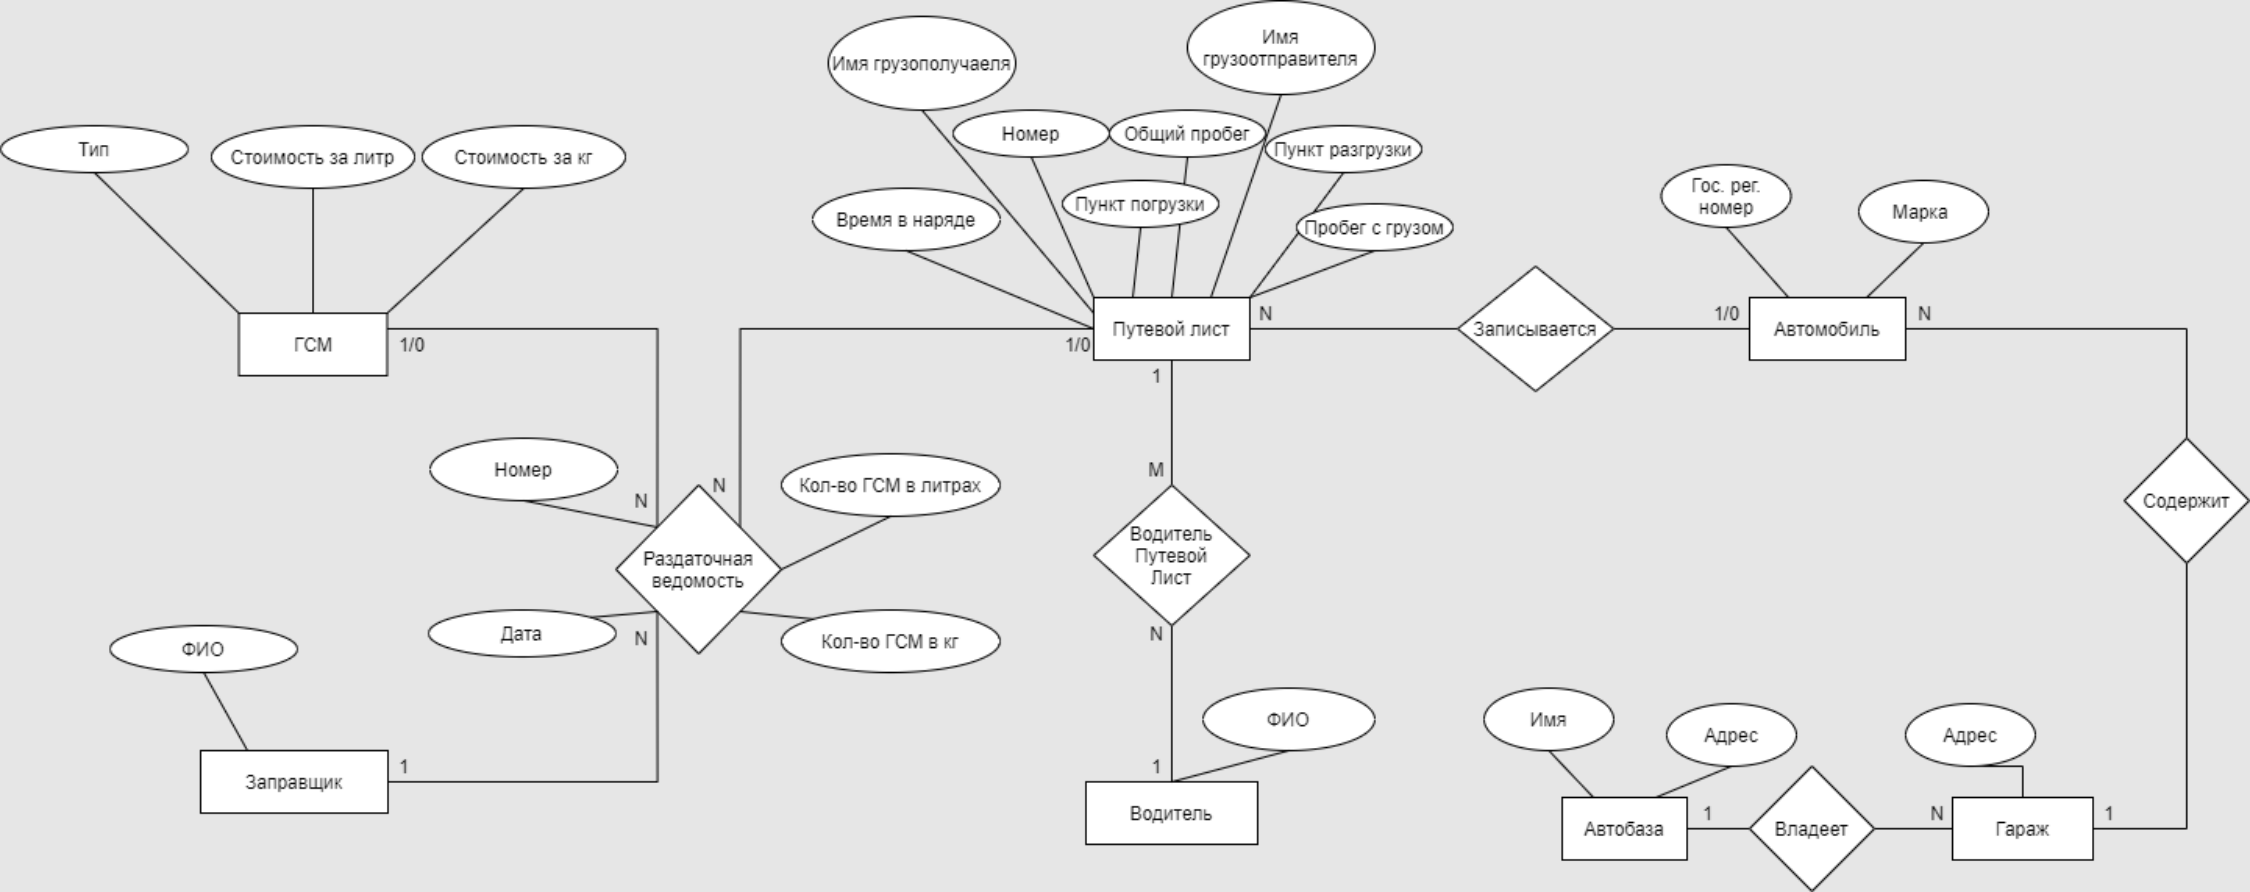 Имя
грузоотправителя
Имя грузополучаеля
Номер
Общий пробег
Тип
Стоимость за литр
Стоимость за кг
Пункт разгрузки
Гос. рег.
номер
Марка
Пункт погрузки
Время в наряде
Пробег с грузом
ГСМ
1/0
1/0
Путевой лист
N
Записывается
1/0
Автомобиль
N
1
Номер
N
N
Кол-во ГСМ в литрах
M
Содержит
Раздаточная
ведомость
Водитель
Путевой
Лист
Дата
N
Кол-во ГСМ в кг
N
ФИО
ФИО
Имя
Адрес
Адрес
Заправщик
1
1
Водитель
Автобаза
1
Владеет
N
Гараж
1